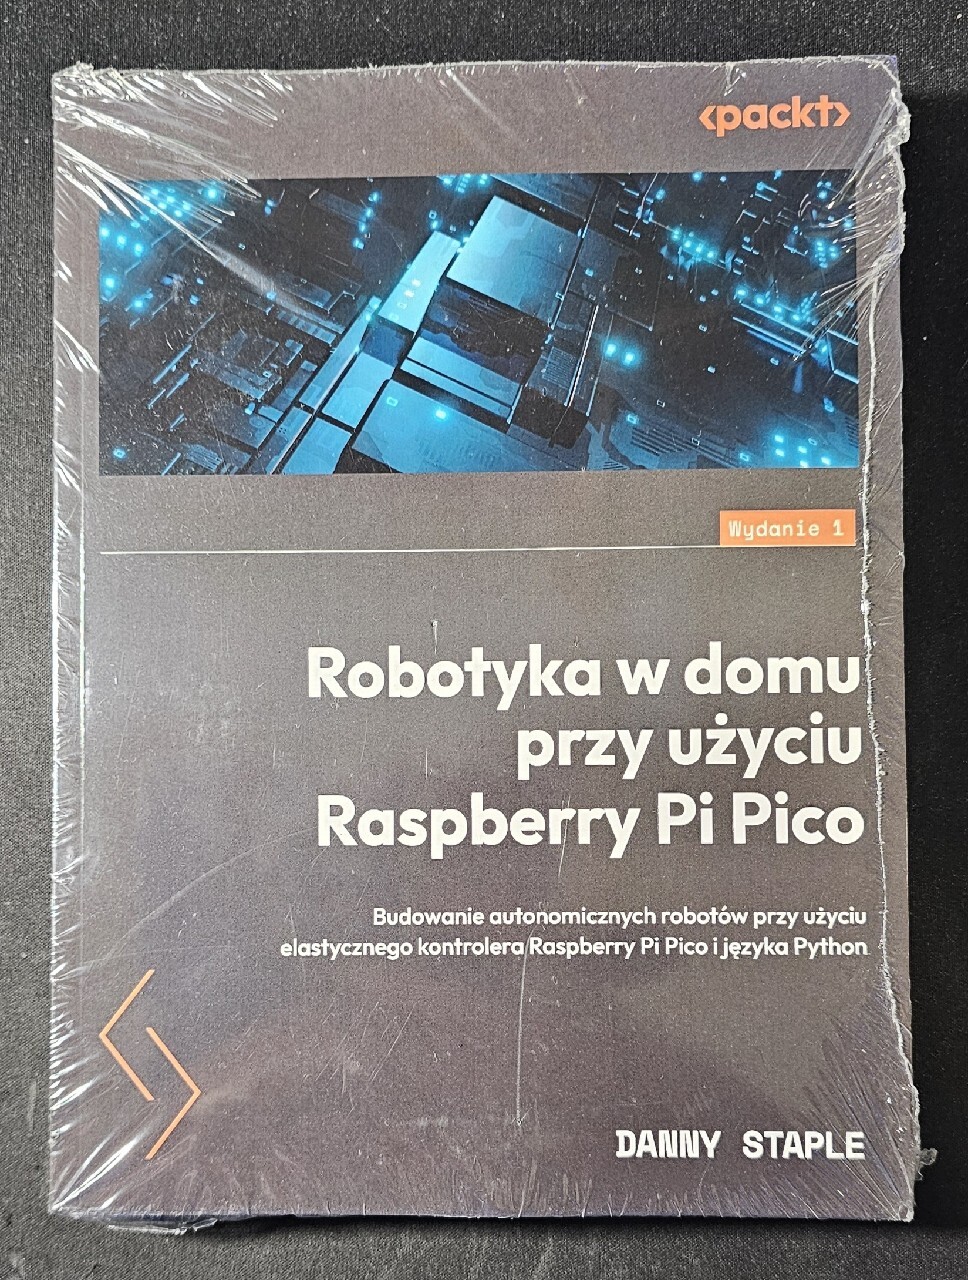 <packt>
Wydanie 1
Robotyka w domu
przy użyciu
Raspberry Pi Pico
Budowanie autonomicznych robotów przy użyciu
elastycznego kontrolera Raspberry Pi Pico i języka Python
DANNY STAPLE